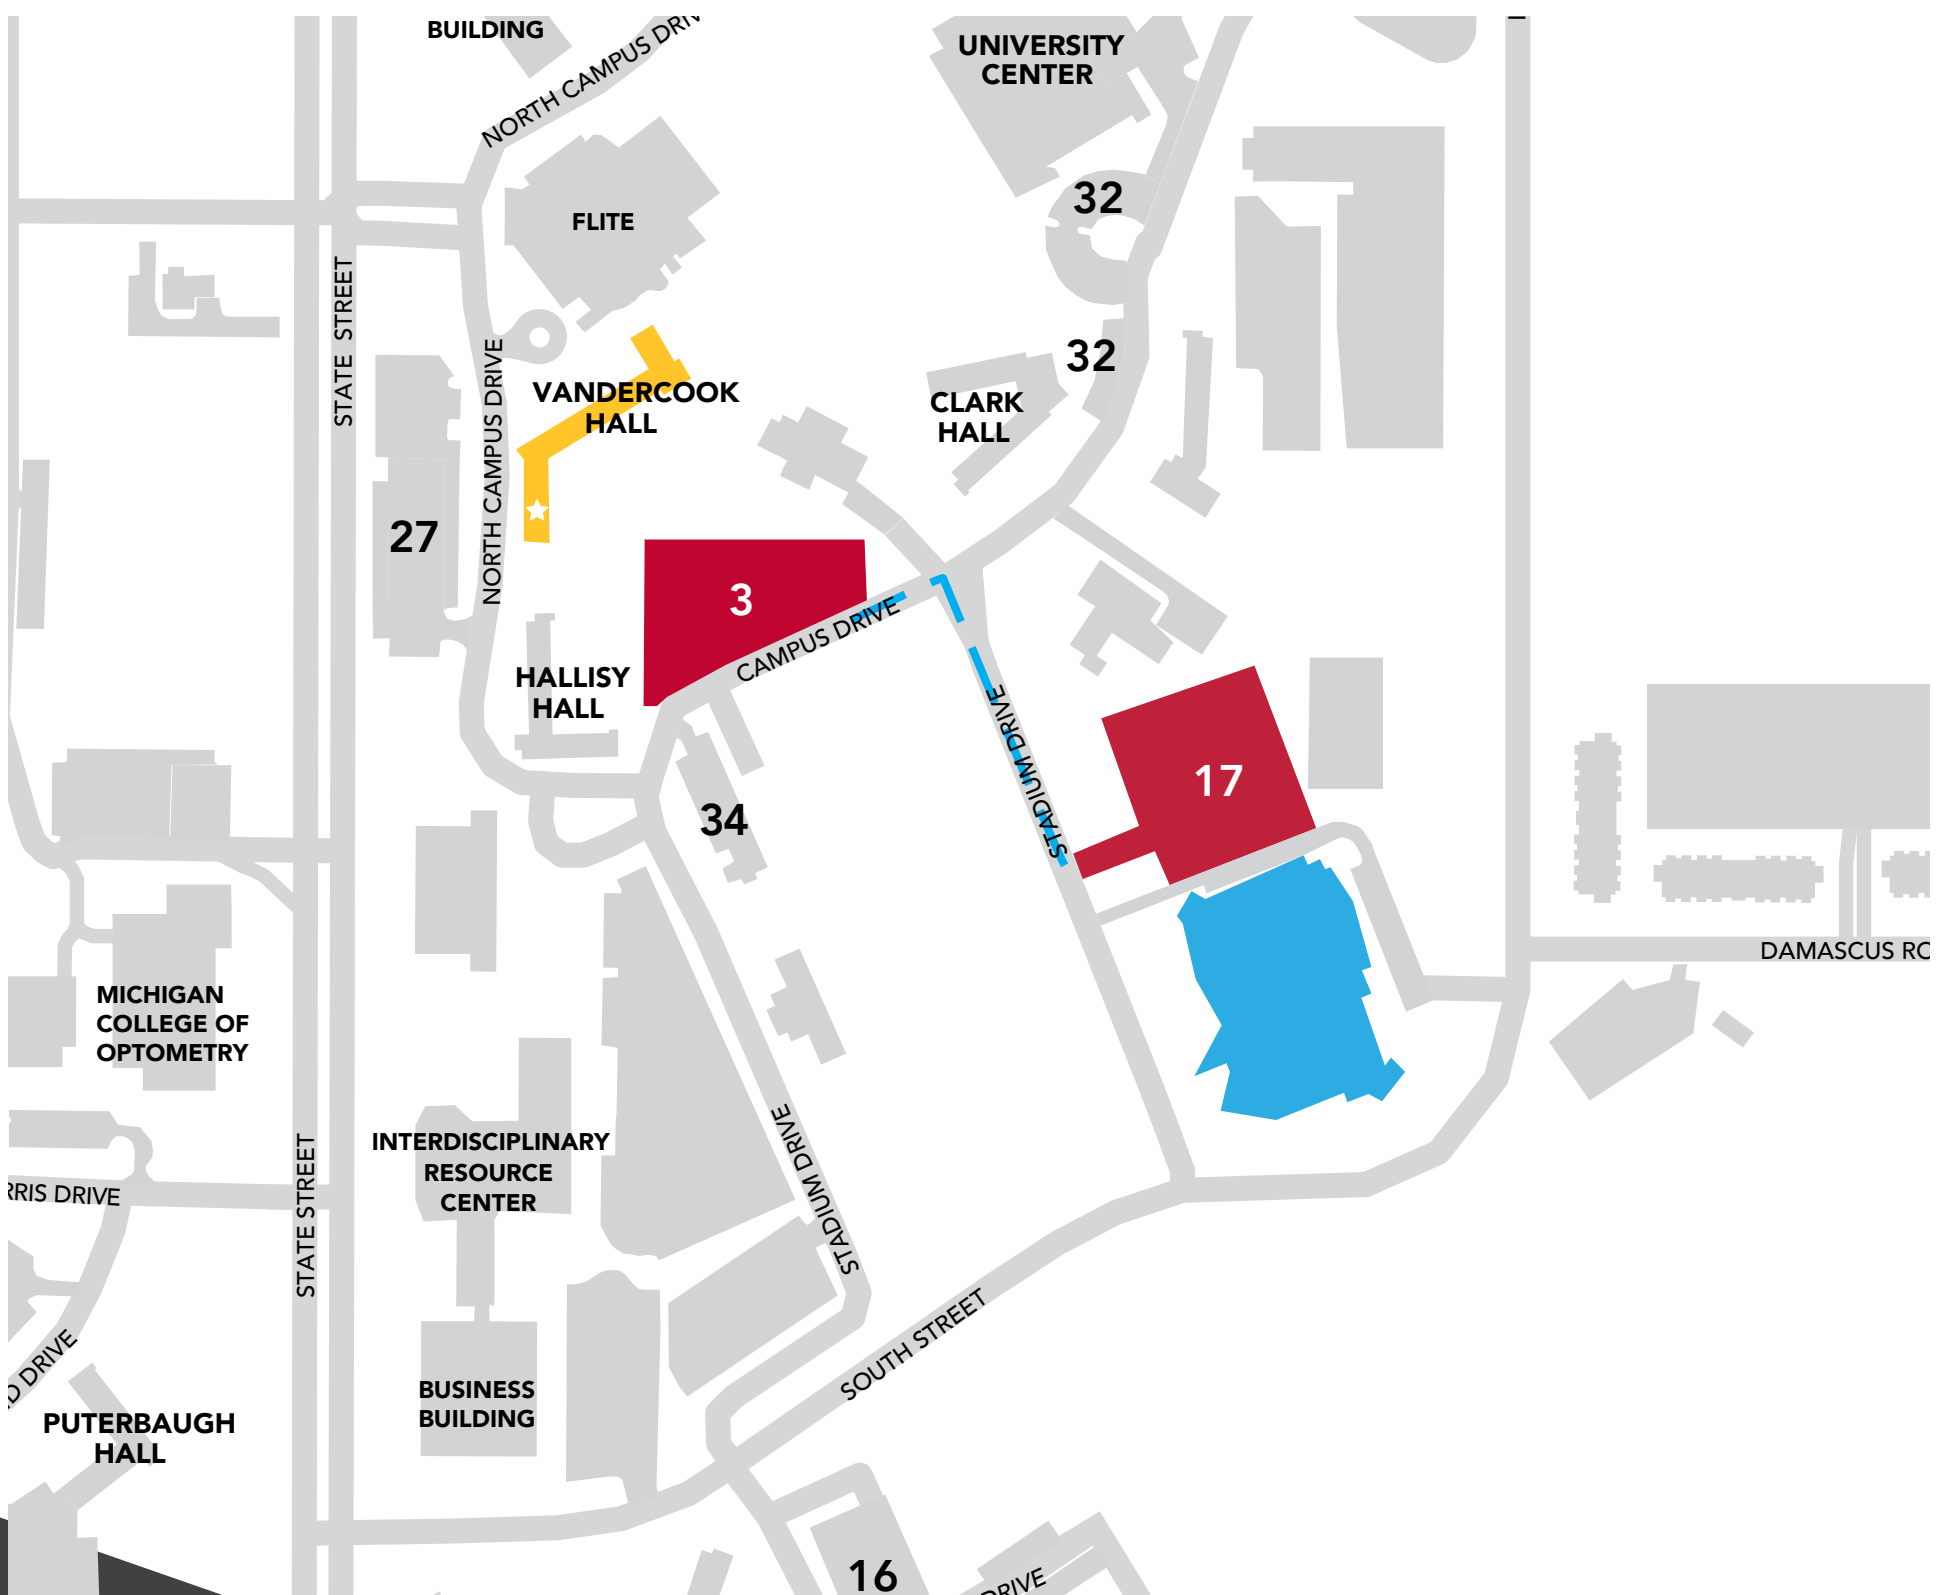 BUILDING
NORTH CAMPUS DRIV
UNIVERSITY
CENTER
32
FLITE
STATE STREET
32
NORTH CAMPUS DRIVE
VANDERCOOK
HALL
CLARK
HALL
27
3
CAMPUS DRIVE
HALLISY
HALL
STADIUM DRIVE
17
34
DAMASCUS RO
MICHIGAN
COLLEGE OF
OPTOMETRY
STADIUM DRIVE
INTERDISCIPLINARY
RESOURCE
CENTER
STATE STREET
RRIS DRIVE
SOUTH STREET
D DRIVE
BUSINESS
BUILDING
PUTERBAUGH
HALL
16
DRIVE